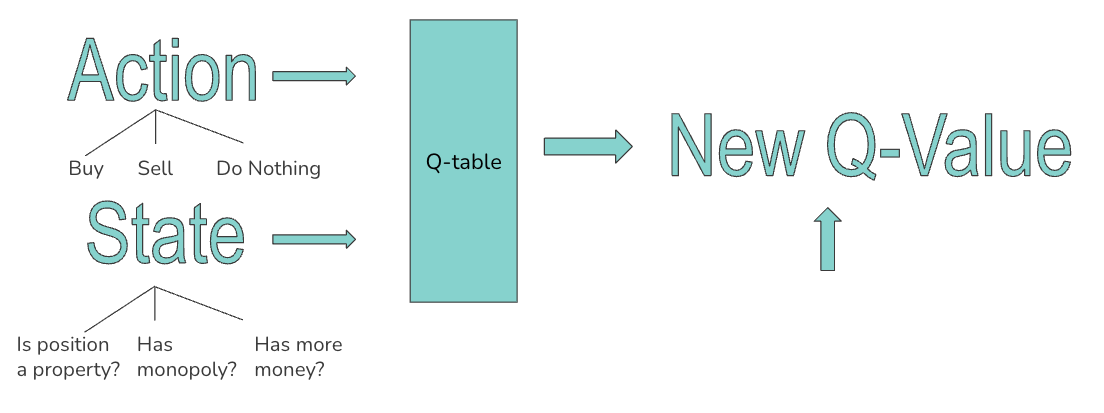 Action
Buy Sell Do Nothing
State
Is position
a property?
Has
monopoly?
Has more
money?
Q-table
New Q-Value